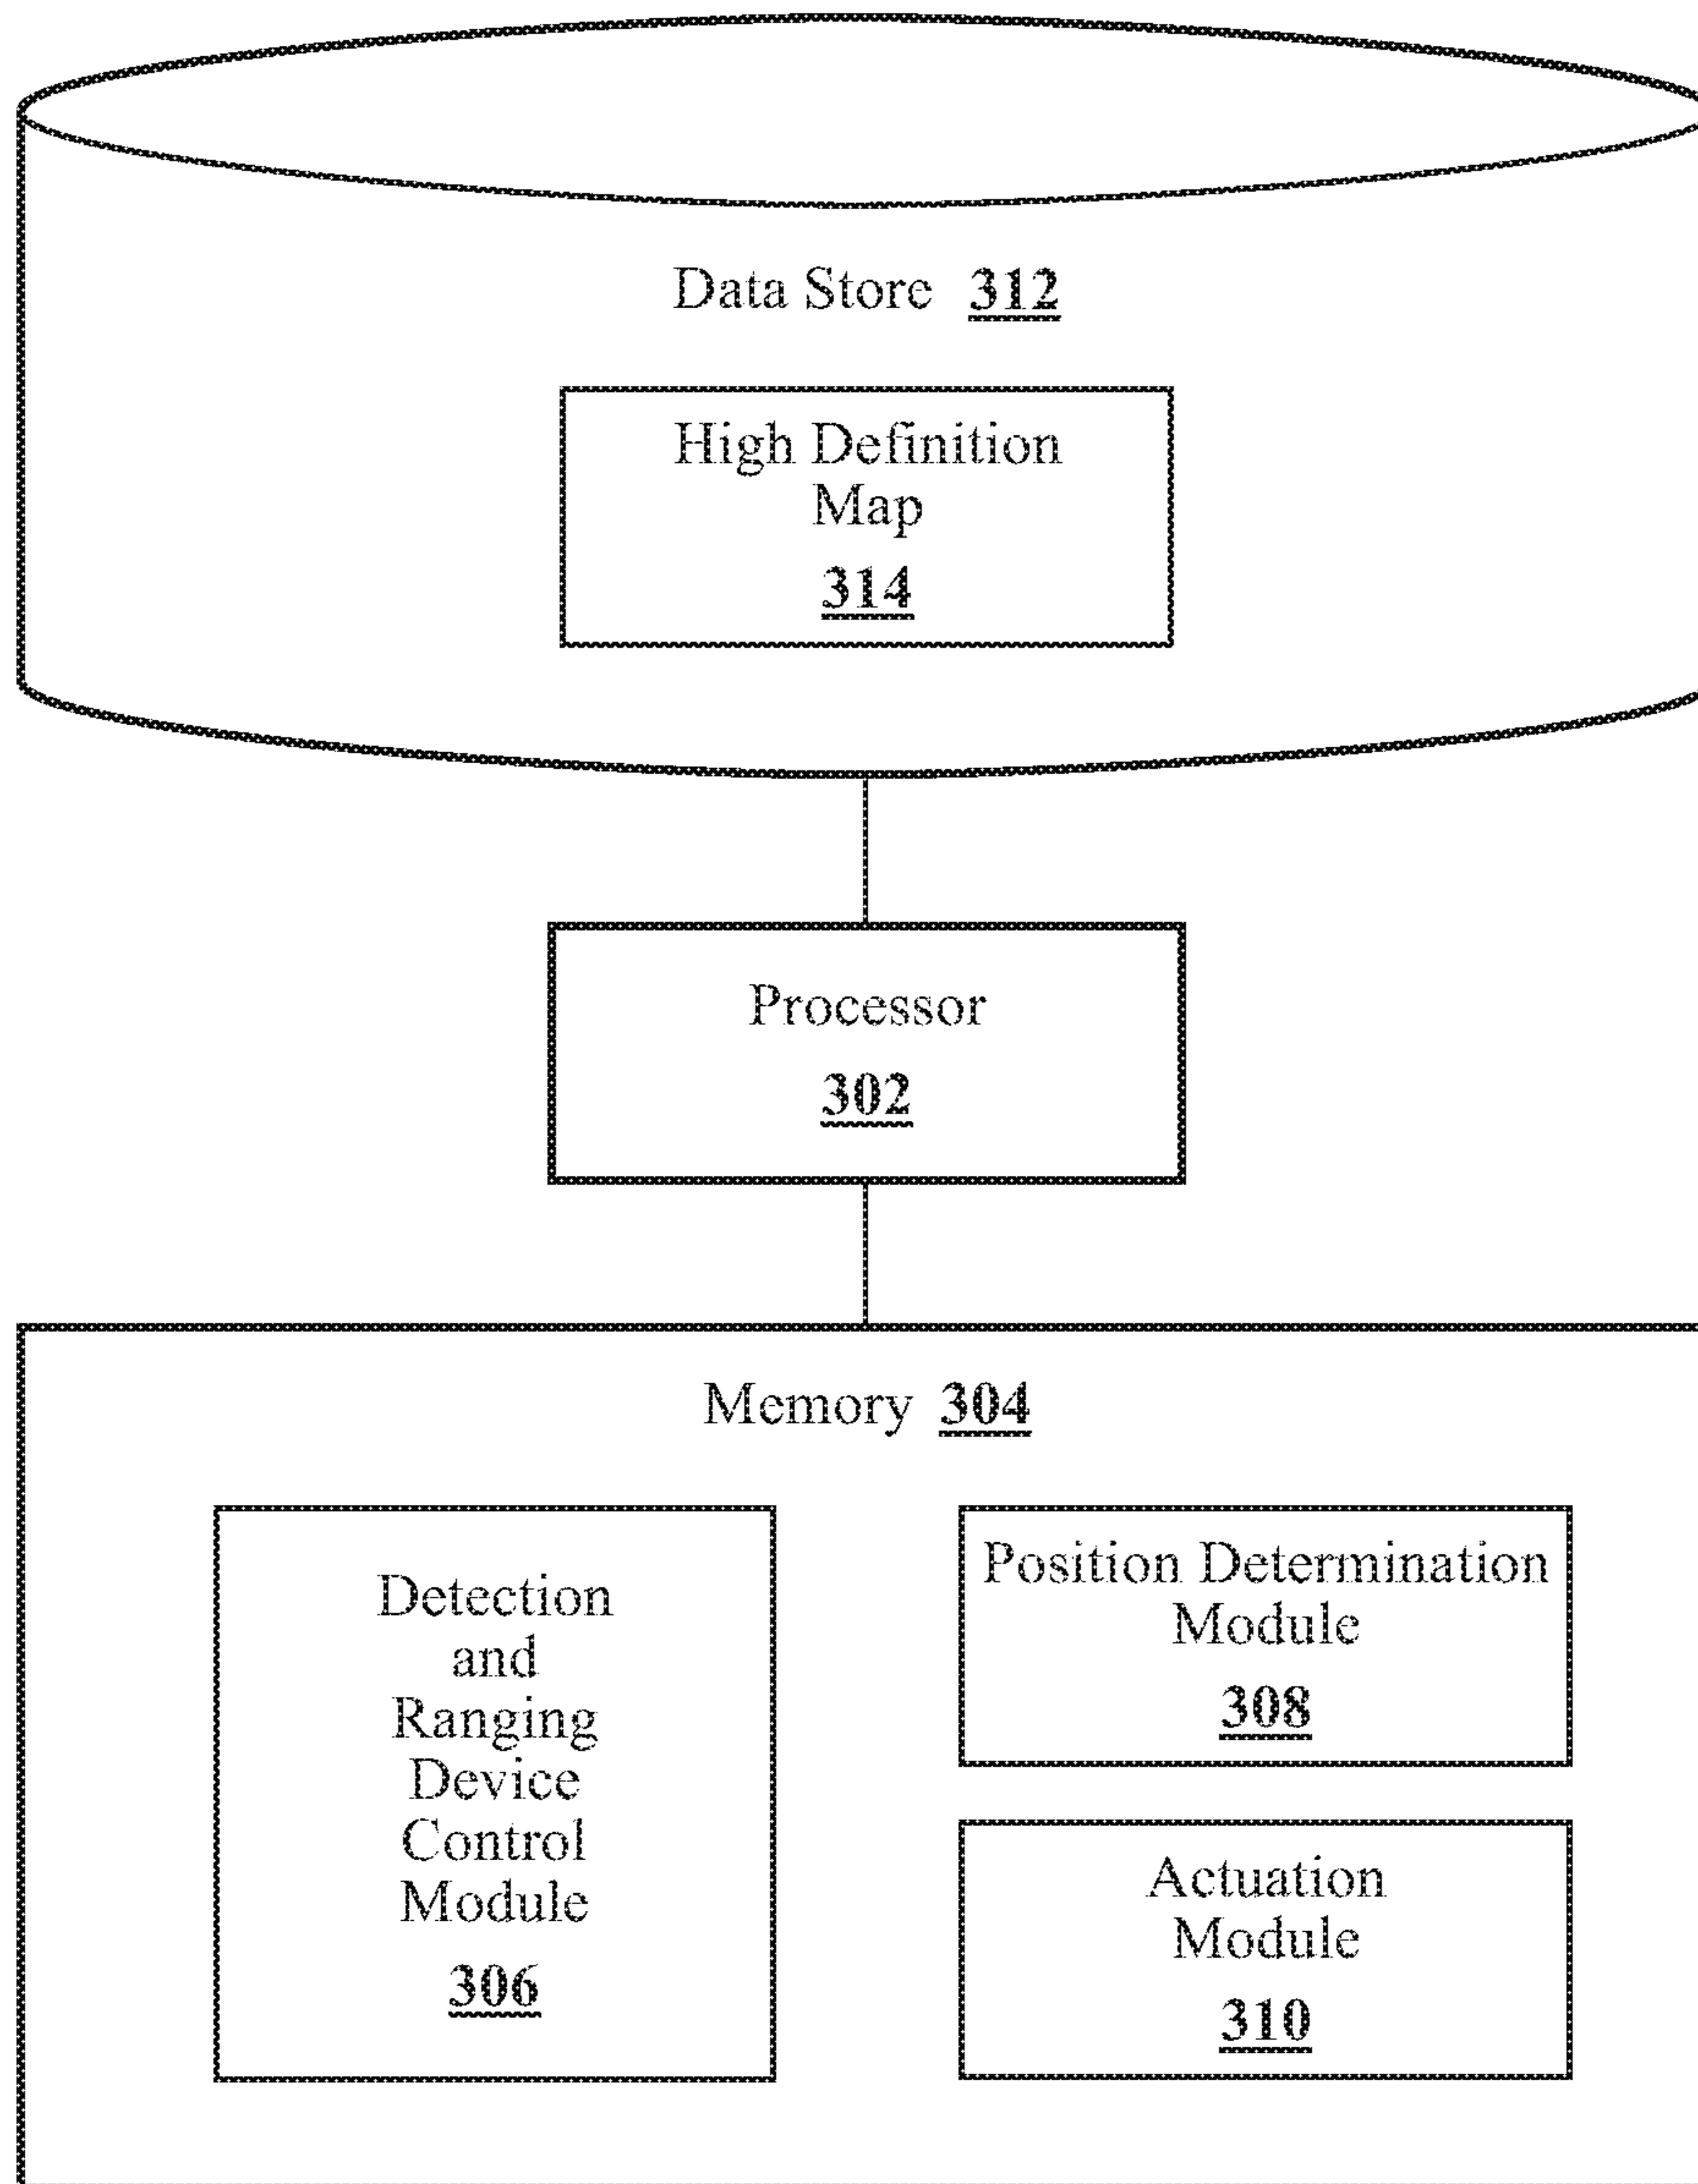 Data Store 312
High Definition
Map
314
Processor
302
Memory 304
Detection
and
Ranging
Device
Control
Module
306
Position Determination
Module
308
Actuation
Module
310